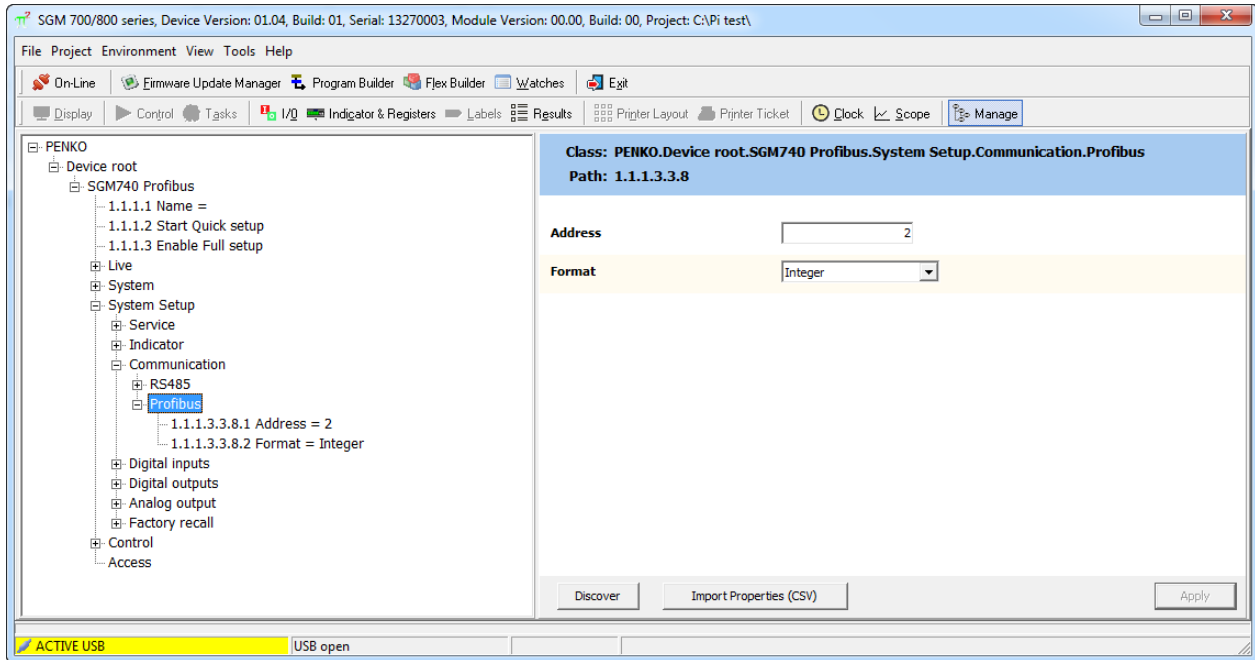 SGM 700/800 series, Device Version: 01.04, Build: 01, Serial: 13270003, Module Version: 00.00, Build: 00, Project: C:\Pi test\
File Project Environment View Tools Help
On-Line Firmware Update Manager Program Builder Flex Builder Watches Exit
Display Control Tasks I/O Indicator & Registers Labels Results Printer Layout Printer Ticket Clock Scope Manage
PENKO
Device root
SGM740 Profibus
1.1.1.1 Name =
1.1.1.2 Start Quick setup
1.1.1.3 Enable Full setup
Live
System
System Setup
Service
Indicator
Communication
RS485
Profibus
1.1.1.3.3.8.1 Address = 2
1.1.1.3.3.8.2 Format = Integer
Digital inputs
Digital outputs
Analog output
Factory recall
Control
Access
Class: PENKO.Device root.SGM740 Profibus.System Setup.Communication.Profibus
Path: 1.1.1.3.3.8
Address 2
Format Integer
Discover Import Properties (CSV) Apply
ACTIVE USB USB open